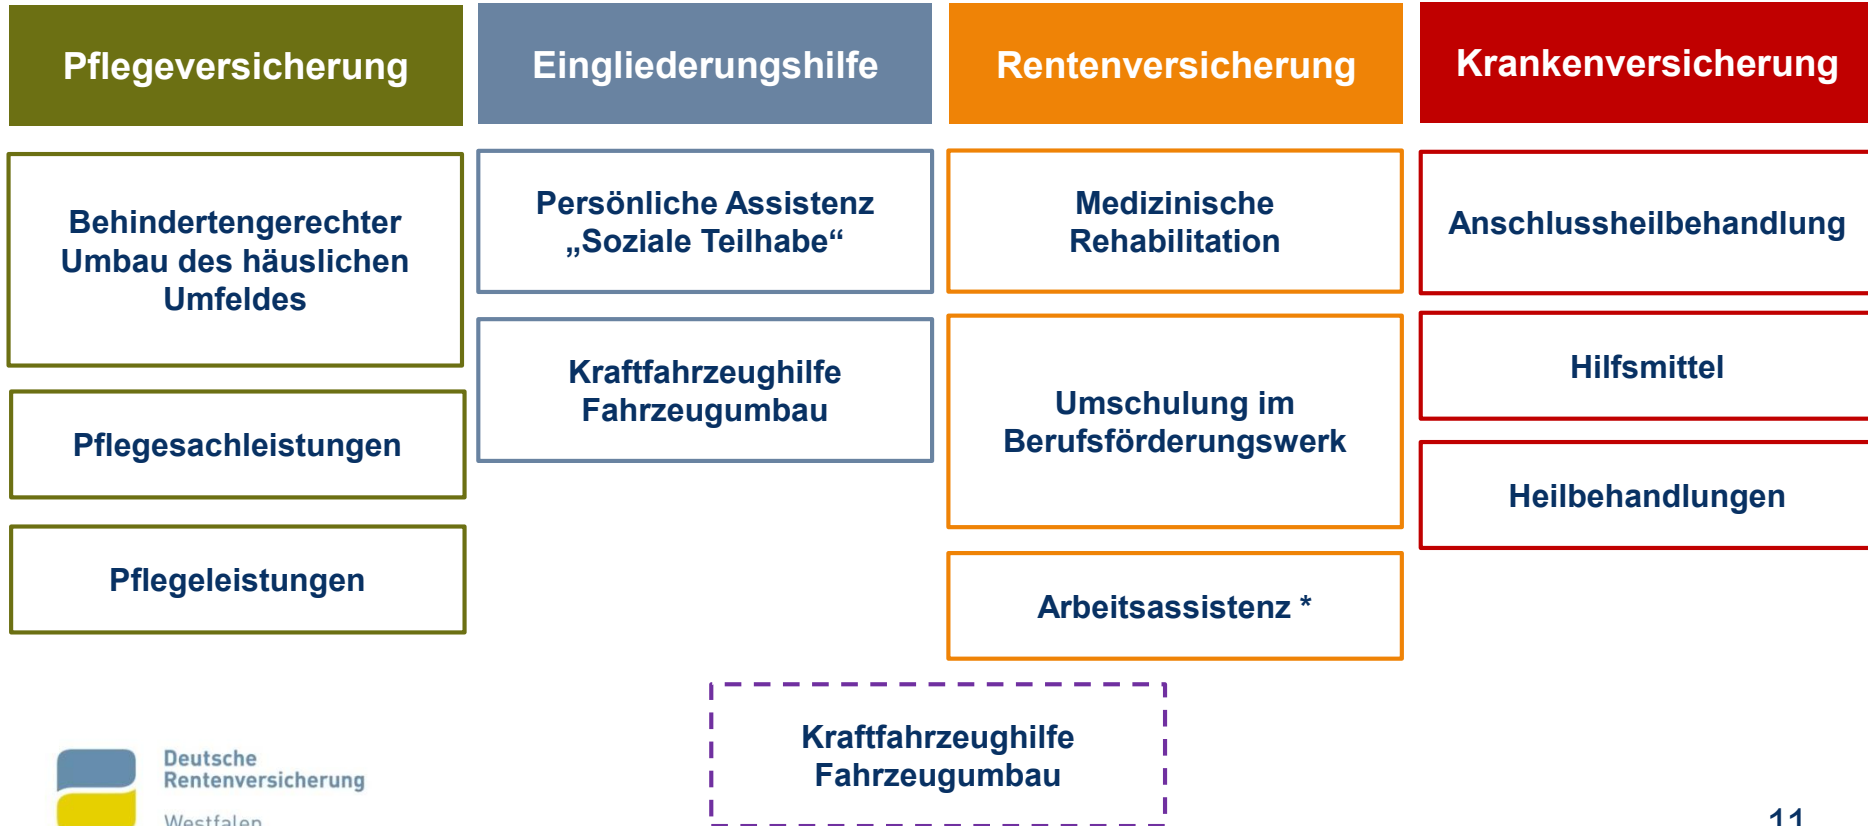 Pflegeversicherung
Eingliederungshilfe
Rentenversicherung
Krankenversicherung
Behindertengerechter
Umbau des häuslichen
Umfeldes
Pflegesachleistungen
Pflegeleistungen
Persönliche Assistenz
„Soziale Teilhabe“
Kraftfahrzeughilfe
Fahrzeugumbau
Medizinische
Rehabilitation
Umschulung im
Berufsförderungswerk
Arbeitsassistenz *
Anschlussheilbehandlung
Hilfsmittel
Heilbehandlungen
Kraftfahrzeughilfe
Fahrzeugumbau
Deutsche
Rentenversicherung
Westfalen
11